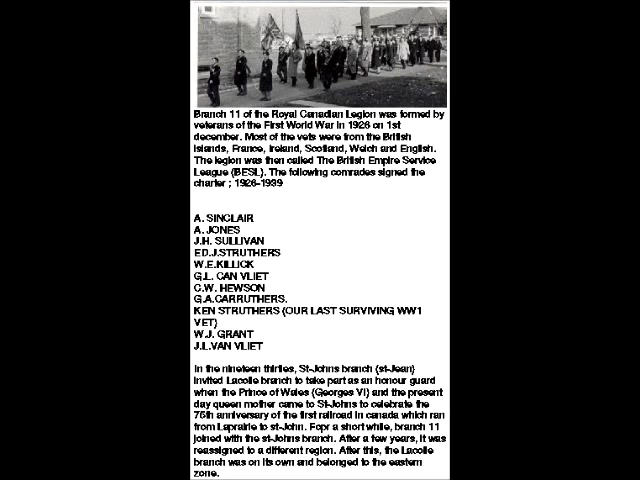 Branch 11 of the Royal Canadian Legion was formed by
veterans of the First World War in 1926 on 1st
december. Most of the vets were from the British
Islands, France, Ireland, Scotland, Welch and English.
The legion was then called The British Empire Service
League (BESL). The following comrades signed the
charter ; 1926-1939
A. SINCLAIR
A. JONES
J.H. SULLIVAN
ED.J.STRUTHERS
W.E.KILLICK
G.L. CAN VLIET
C.W. HEWSON
G.A.CARRUTHERS.
KEN STRUTHERS (OUR LAST SURVIVING WW1
VET)
W.J. GRANT
J.L.VAN VLIET
In the nineteen thirties, St-Johns branch (st-Jean)
invited Lacolle branch to take part as an honour guard
when the Prince of Wales (Georges VI) and the present
day queen mother came to St-Johns to celebrate the
75th anniversary of the first railroad in canada which ran
from Laprairie to st-John. Fopr a short while, branch 11
joined with the st-Johns branch. After a few years, it was
reassigned to a different region. After this, the Lacolle
branch was on its own and belonged to the eastern
zone.